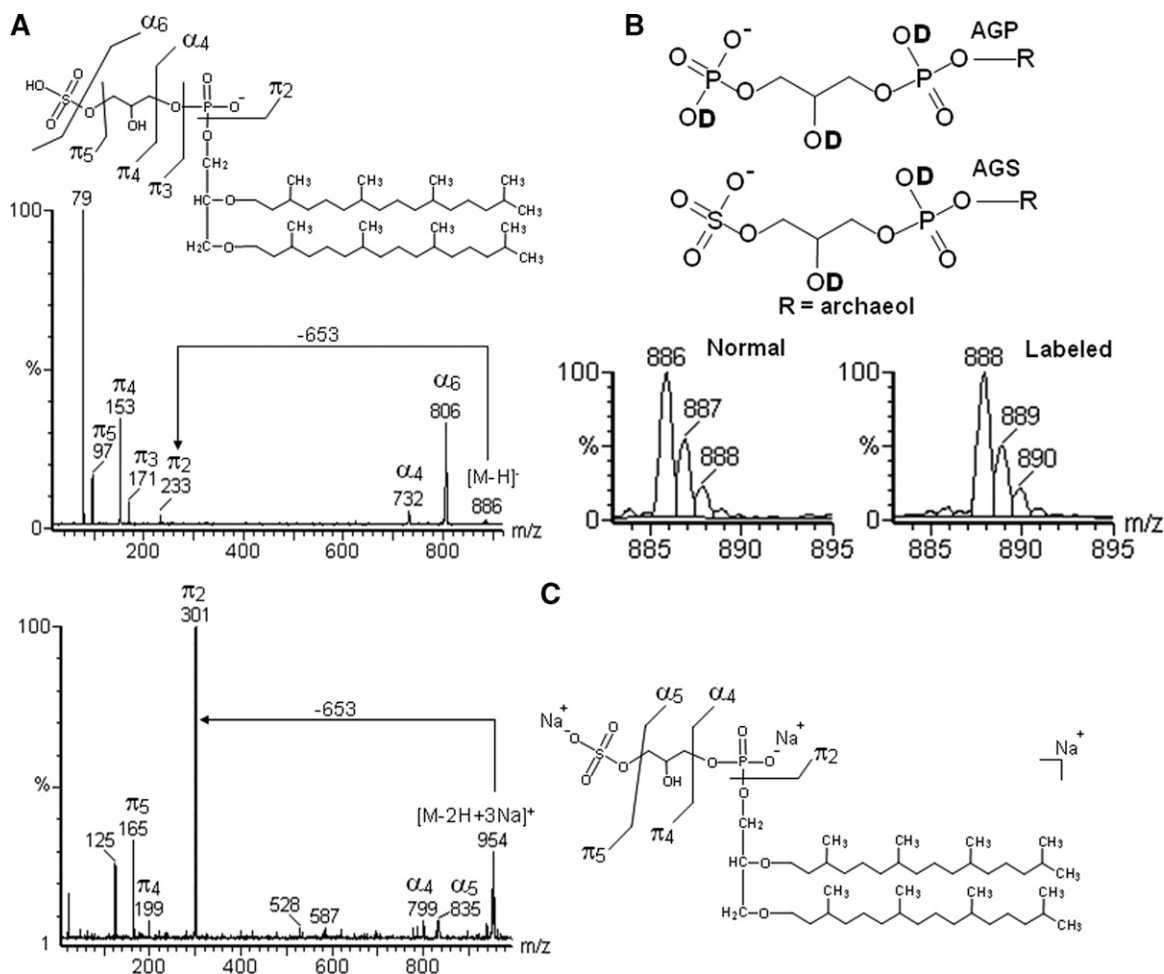 A
α6
α4
HO
O
S
O
O
OH
O
P
O-
O
π2
π5
π4
π3
CH2
CH3 CH3 CH3 CH3
CH—O
CH3
CH3 CH3 CH3 CH3
H2C—O
CH3
100
79
%
-653
π4
153
π5
97
π3
171
π2
233
α6
806
α4
732
[M-H]-
886
0
200 400 600 800
m/z
B
O O- OD AGP
P O P O—R
O
OD OD O
O O- OD AGS
S O P O—R
O
OD O
R = archaeol
Normal
886
887
888
100
%
0
885 890 895
Labeled
888
889
890
100
%
0
m/z
885 890 895
π2
301
100
-653
%
π5
165
125
π4
199
528
587
[M-2H+3Na]+
954
α4
799
α5
835
1
200 400 600 800
m/z
C
α5
α4
Na+
-O
O
S
O
O
OH
O
O
P
O-
Na+
O
π2
Na+
π4
π5
CH2
CH3 CH3 CH3 CH3
CH—O
CH3
CH3 CH3 CH3 CH3
H2C—O
CH3